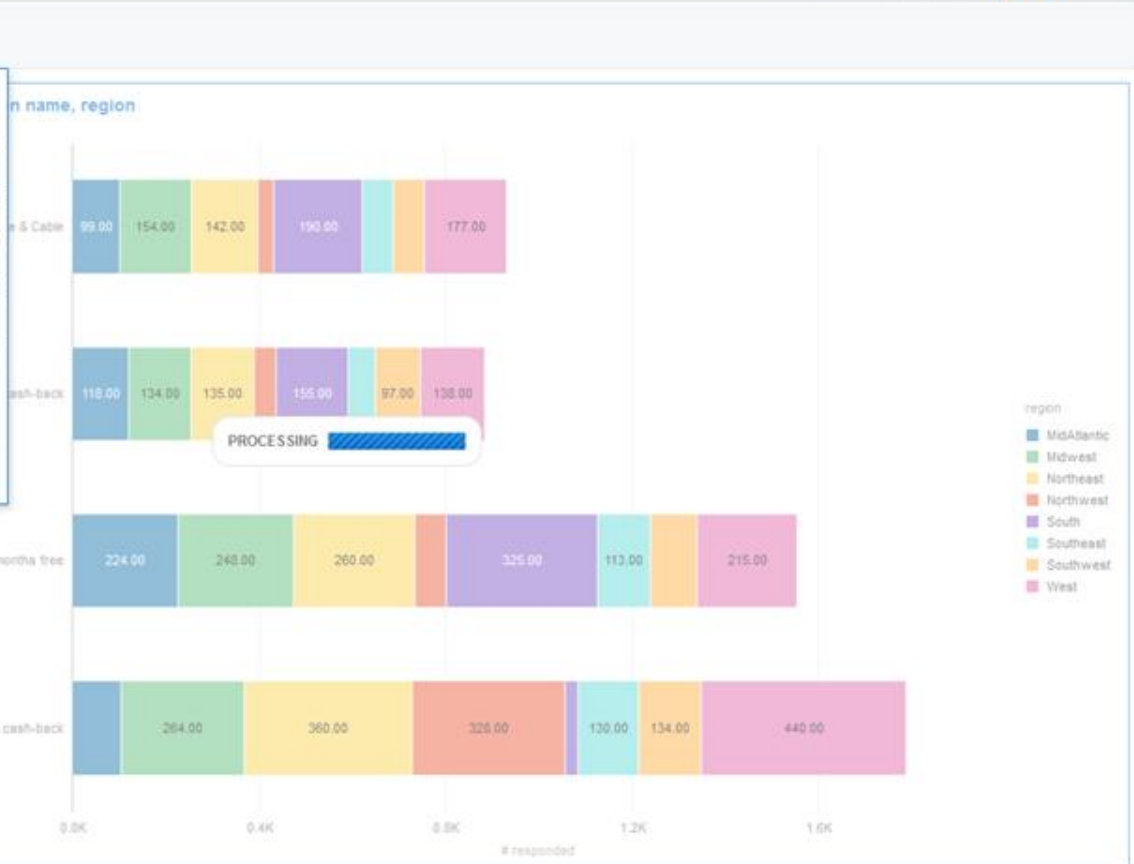 n name, region
e & Cable 99.00 154.00 142.00 190.00 177.00
ash-back 118.00 134.00 135.00 155.00 97.00 138.00
PROCESSING
onths free 224.00 248.00 260.00 325.00 113.00 215.00
cash-back 264.00 360.00 328.00 130.00 134.00 440.00
0.0K 0.4K 0.8K 1.2K 1.6K
# responded
region
MidAtlantic
Midwest
Northeast
Northwest
South
Southeast
Southwest
West